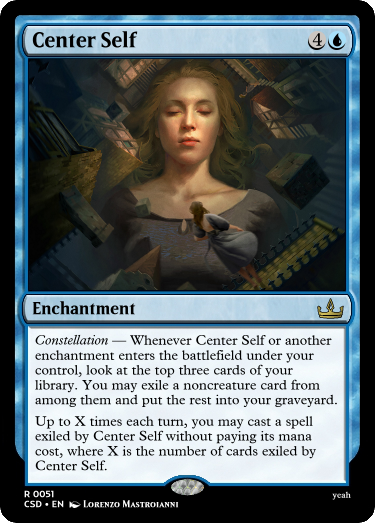 Center Self
4
Enchantment
Constellation — Whenever Center Self or another
enchantment enters the battlefield under your
control, look at the top three cards of your
library. You may exile a noncreature card from
among them and put the rest into your graveyard.
Up to X times each turn, you may cast a spell
exiled by Center Self without paying its mana
cost, where X is the number of cards exiled by
Center Self.
R 0051
CSD • EN Lorenzo Mastroianni
yeah